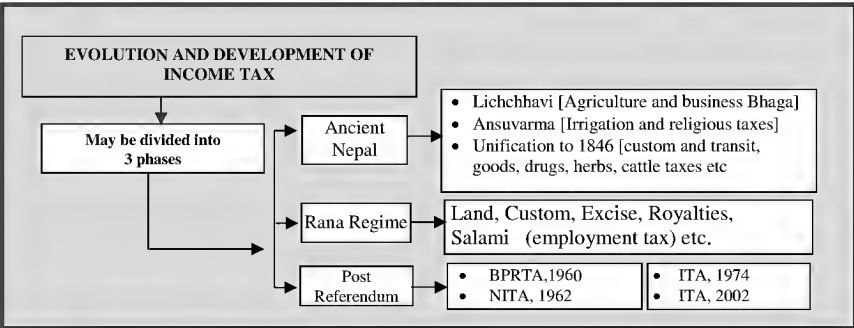 EVOLUTION AND DEVELOPMENT OF
INCOME TAX
May be divided into
3 phases
Ancient
Nepal
• Lichchhavi [Agriculture and business Bhaga]
• Ansuvarma [Irrigation and religious taxes]
• Unification to 1846 [custom and transit,
goods, drugs, herbs, cattle taxes etc
Rana Regime
Land, Custom, Excise, Royalties,
Salami (employment tax) etc.
Post
Referendum
• BPRTA,1960
• NITA, 1962
• ITA, 1974
• ITA, 2002